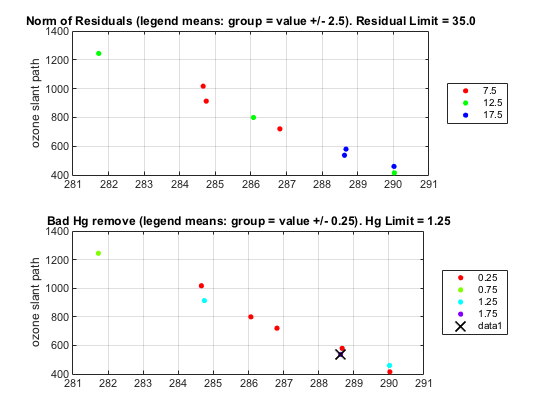 Norm of Residuals (legend means: group = value +/- 2.5). Residual Limit = 35.0
1400
1200
1000
800
600
400
ozone slant path
281 282 283 284 285 286 287 288 289 290 291
7.5
12.5
17.5
Bad Hg remove (legend means: group = value +/- 0.25). Hg Limit = 1.25
1400
1200
1000
800
600
400
ozone slant path
281 282 283 284 285 286 287 288 289 290 291
0.25
0.75
1.25
1.75
data1